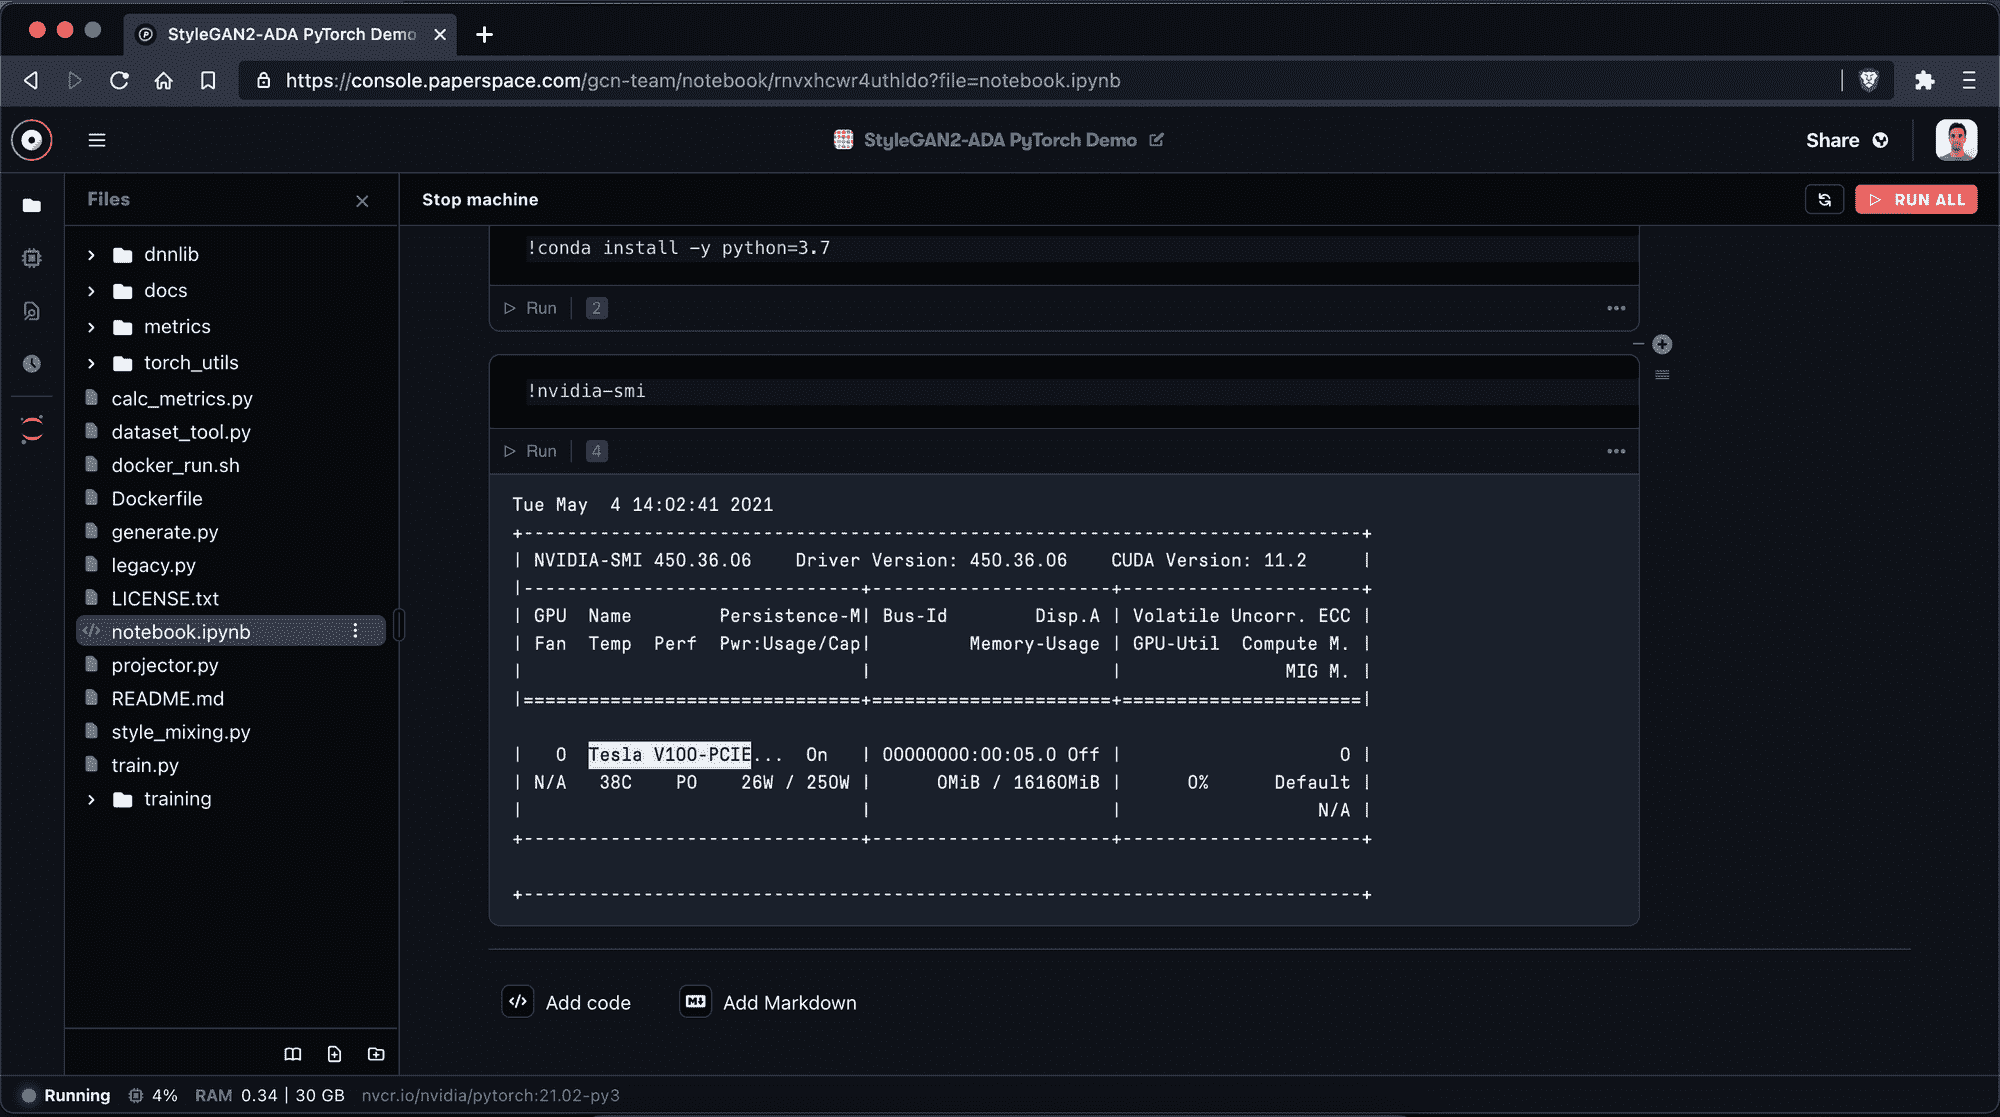 StyleGAN2-ADA PyTorch Demo
https://console.paperspace.com/gcn-team/notebook/rnvxhcwr4uthldo?file=notebook.ipynb
StyleGAN2-ADA PyTorch Demo
Share
Files
Stop machine
RUN ALL
dnnlib
docs
metrics
torch_utils
calc_metrics.py
dataset_tool.py
docker_run.sh
Dockerfile
generate.py
legacy.py
LICENSE.txt
notebook.ipynb
projector.py
README.md
style_mixing.py
train.py
training
!conda install -y python=3.7
Run 2
!nvidia-smi
Run 4
Tue May  4 14:02:41 2021
+-----------------------------------------------------------------------------+
| NVIDIA-SMI 450.36.06    Driver Version: 450.36.06    CUDA Version: 11.2     |
|-------------------------------+----------------------+----------------------+
| GPU  Name        Persistence-M| Bus-Id        Disp.A | Volatile Uncorr. ECC |
| Fan  Temp  Perf  Pwr:Usage/Cap|         Memory-Usage | GPU-Util  Compute M. |
|                               |                      |               MIG M. |
|===============================+======================+======================|
|   0  Tesla V100-PCIE...  On   | 00000000:00:05.0 Off |                    0 |
| N/A   38C    P0    26W / 250W |      0MiB / 16160MiB |      0%      Default |
|                               |                      |                  N/A |
+-------------------------------+----------------------+----------------------+
+-----------------------------------------------------------------------------+
Add code
M Add Markdown
Running 4% RAM 0.34 | 30 GB nvcr.io/nvidia/pytorch:21.02-py3